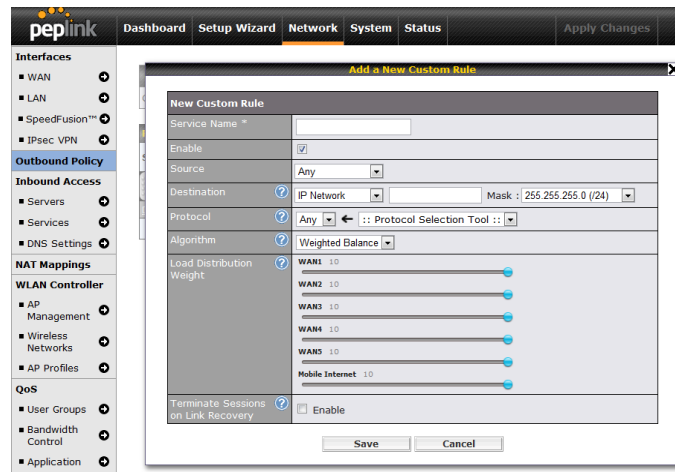 peplink
Dashboard Setup Wizard Network System Status Apply Changes
Interfaces
WAN
LAN
SpeedFusion™
IPsec VPN
Outbound Policy
Inbound Access
Servers
Services
DNS Settings
NAT Mappings
WLAN Controller
AP
Management
Wireless
Networks
AP Profiles
QoS
User Groups
Bandwidth
Control
Application
Add a New Custom Rule
New Custom Rule
Service Name *
Enable
Source Any
Destination ? IP Network Mask : 255.255.255.0 (/24)
Protocol ? Any :: Protocol Selection Tool ::
Algorithm ? Weighted Balance
Load Distribution ?
Weight
WAN1 10
WAN2 10
WAN3 10
WAN4 10
WAN5 10
Mobile Internet 10
Terminate Sessions ?
on Link Recovery
Enable
Save Cancel